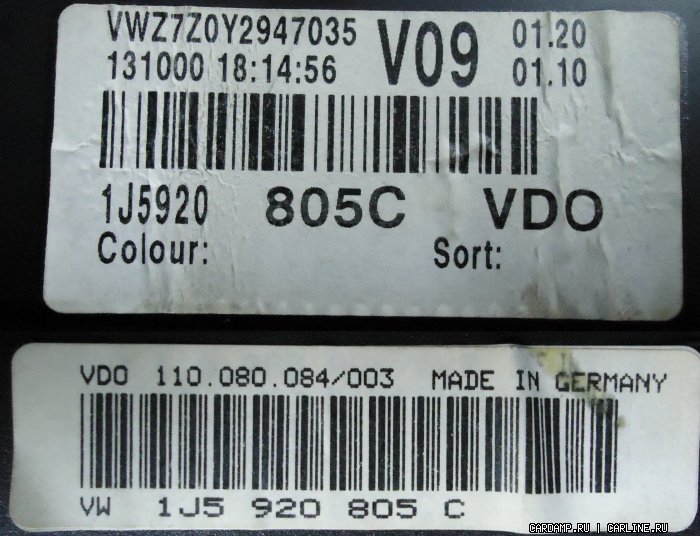 VWZ7Z0Y2947035 V09 01.20
131000 18:14:56 01.10
1J5920 805C VDO
Colour: Sort:
VDO 110.080.084/003 MADE IN GERMANY
VW 1J5 920 805 C
CARDAMP.RU | CARLINE.RU